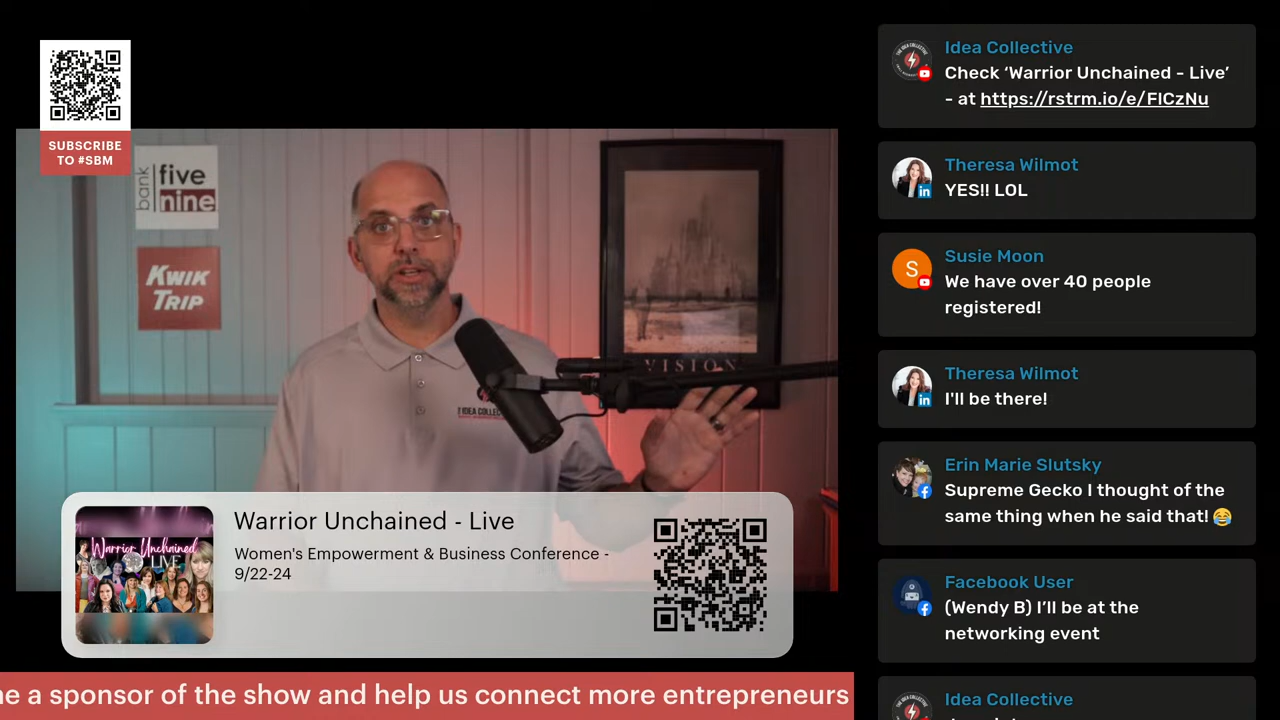 SUBSCRIBE
TO #SBM
bank
five
nine
KWIK
TRIP
VISION
Warrior Unchained
LIVE
Warrior Unchained - Live
Women's Empowerment & Business Conference -
9/22-24
e a sponsor of the show and help us connect more entrepreneurs
Idea Collective
Check ‘Warrior Unchained - Live’
- at https://rstrm.io/e/FlCzNu
Theresa Wilmot
YES!! LOL
S
Susie Moon
We have over 40 people
registered!
Theresa Wilmot
I'll be there!
Erin Marie Slutsky
Supreme Gecko I thought of the
same thing when he said that! 😂
Facebook User
(Wendy B) I’ll be at the
networking event
Idea Collective